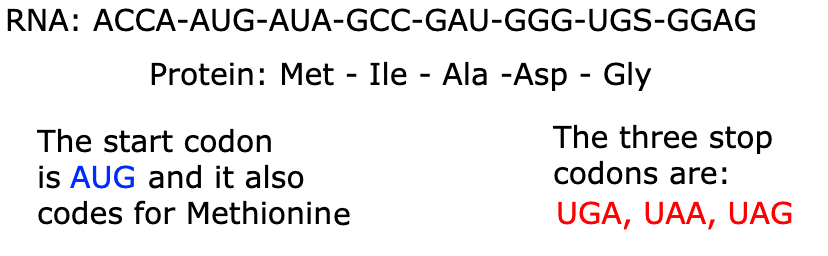 RNA: ACCA-AUG-AUA-GCC-GAU-GGG-UGS-GGAG
Protein: Met - Ile - Ala -Asp - Gly
The start codon
is AUG and it also
codes for Methionine
The three stop
codons are:
UGA, UAA, UAG